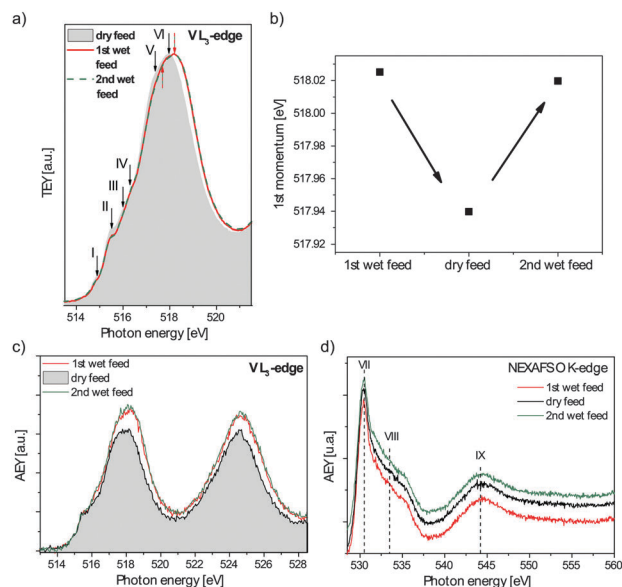 a)
dry feed
1st wet
feed
2nd wet
feed
V L₃-edge
I
II
III
IV
V
VI
TEY [a.u.]
514 516 518 520
Photon energy [eV]
b)
1st momentum [eV]
518.02
518.00
517.98
517.96
517.94
517.92
1st wet feed dry feed 2nd wet feed
c)
1st wet feed
dry feed
2nd wet feed
V L₃-edge
AEY [a.u.]
514 516 518 520 522 524 526 528
Photon energy [eV]
d)
NEXAFSO K-edge
VII
VIII
IX
1st wet feed
dry feed
2nd wet feed
AEY [u.a.]
530 535 540 545 550 555 560
Photon energy [eV]